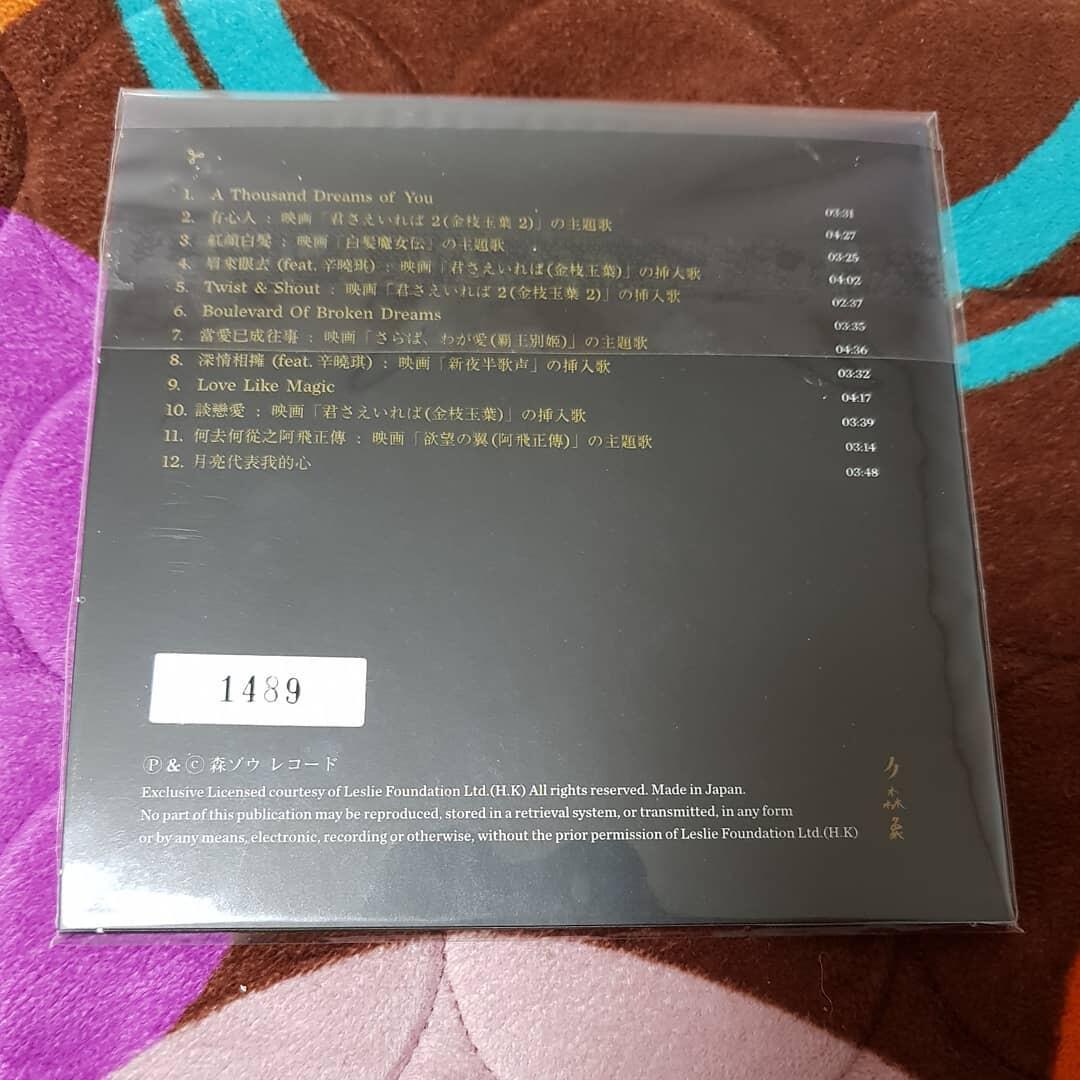 1. A Thousand Dreams of You 03:31
2. 有心人 : 映画「君さえいれば 2 (金枝玉葉 2)」の主題歌 04:27
3. 紅顔白髪 : 映画「白髪魔女伝」の主題歌 03:25
4. 眉來眼去 (feat. 辛曉琪) : 映画「君さえいれば(金枝玉葉)」の挿入歌 04:02
5. Twist & Shout : 映画「君さえいれば 2 (金枝玉葉 2)」の挿入歌 02:37
6. Boulevard Of Broken Dreams 03:35
7. 當愛已成往事 : 映画「さらば、わが愛(覇王別姫)」の主題歌 04:36
8. 深情相擁 (feat. 辛曉琪) : 映画「新夜半歌声」の挿入歌 03:32
9. Love Like Magic 04:17
10. 談戀愛 : 映画「君さえいれば(金枝玉葉)」の挿入歌 03:39
11. 何去何從之阿飛正傳 : 映画「欲望の翼(阿飛正傳)」の主題歌 03:14
12. 月亮代表我的心 03:48
1489
Ⓟ & ⓒ 森ゾウ レコード
Exclusive Licensed courtesy of Leslie Foundation Ltd.(H.K) All rights reserved. Made in Japan.
No part of this publication may be reproduced, stored in a retrieval system, or transmitted, in any form
or by any means, electronic, recording or otherwise, without the prior permission of Leslie Foundation Ltd.(H.K)